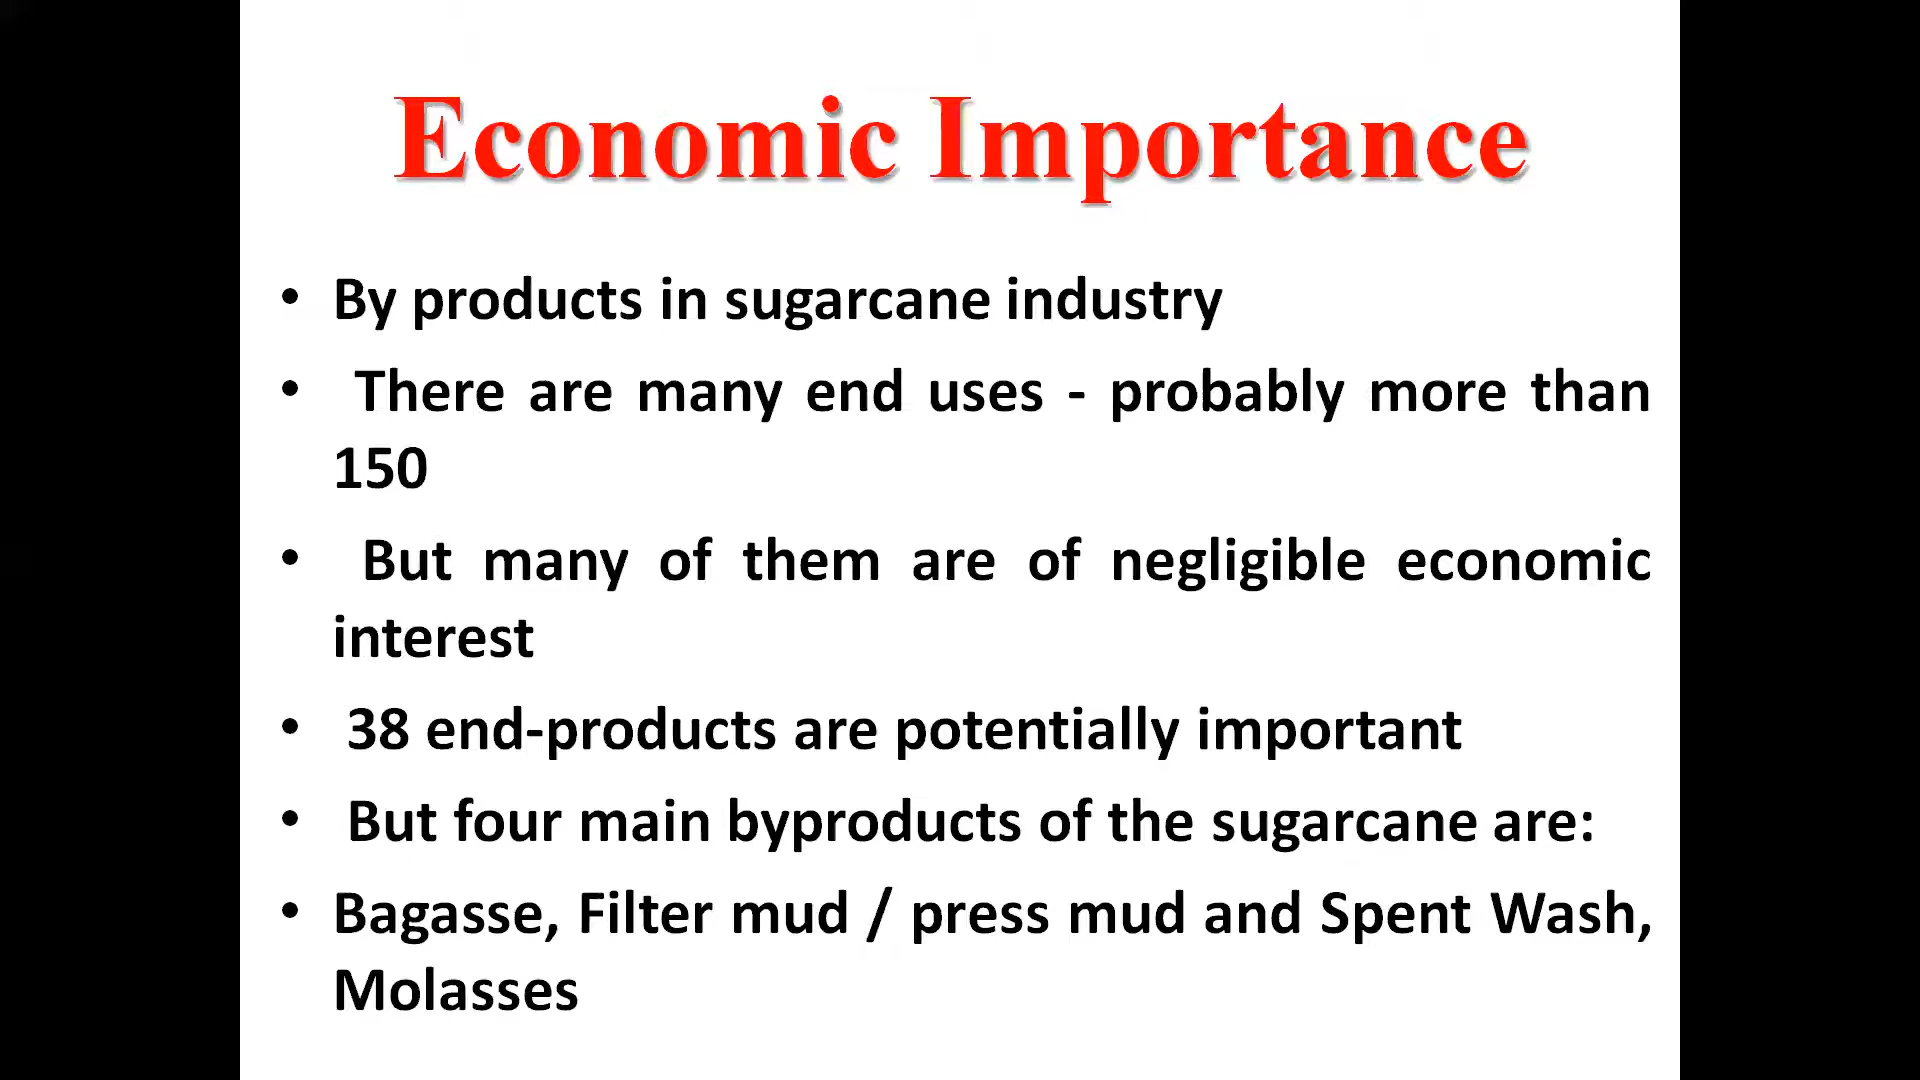 Economic Importance
• By products in sugarcane industry
• There are many end uses - probably more than
150
• But many of them are of negligible economic
interest
• 38 end-products are potentially important
• But four main byproducts of the sugarcane are:
• Bagasse, Filter mud / press mud and Spent Wash,
Molasses